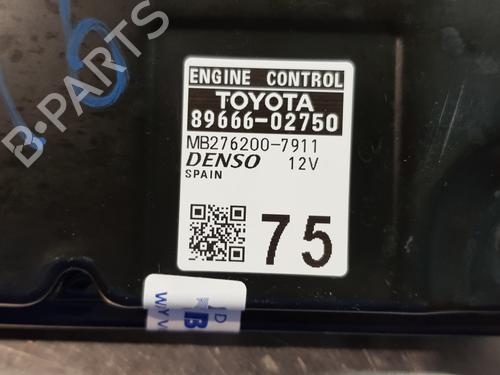 ENGINE CONTROL
TOYOTA
89666-02750
MB276200-7911
DENSO 12V
SPAIN
75
B-PARTS
B